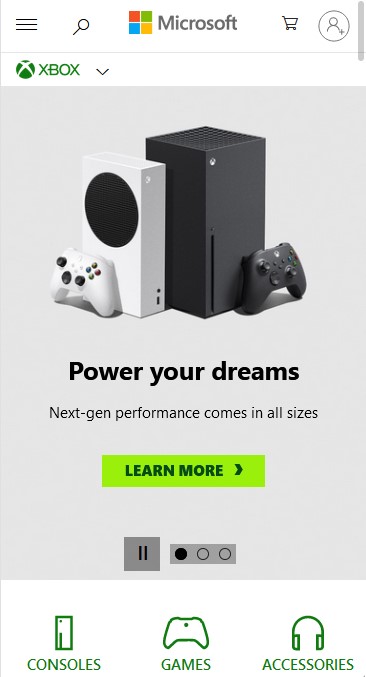 Microsoft
XBOX
Power your dreams
Next-gen performance comes in all sizes
LEARN MORE
CONSOLES
GAMES
ACCESSORIES